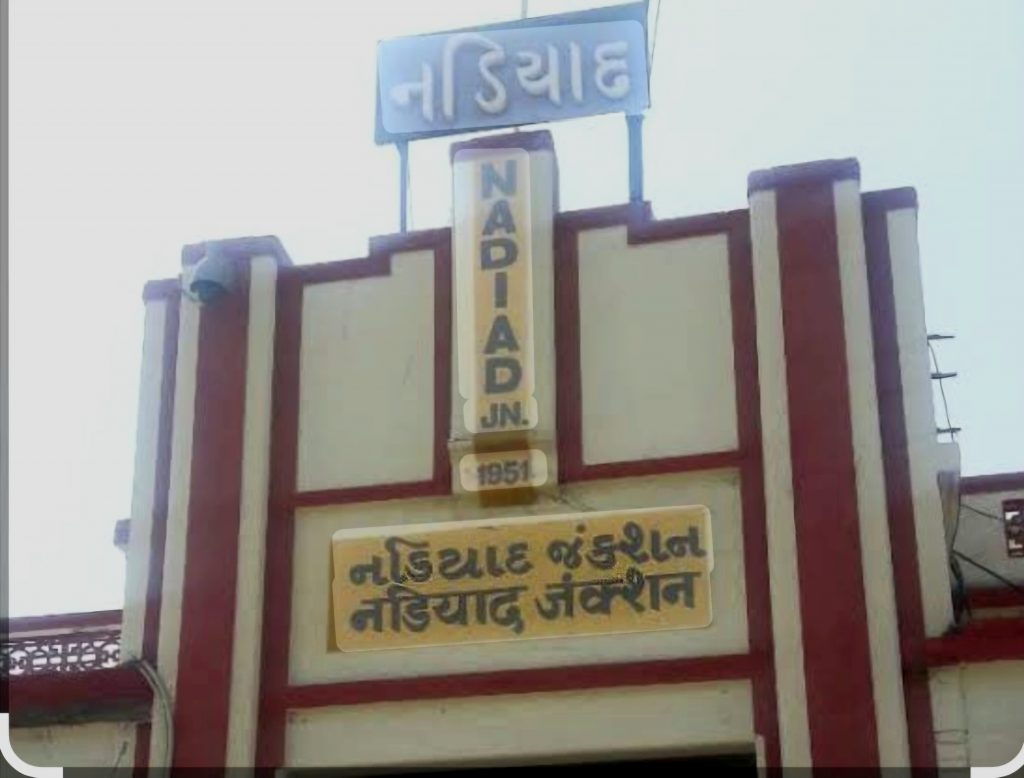 નડિયાદ
NADIAD
JN.
1951
નડિયાદ જંકશન
नडियाद जंक्शन